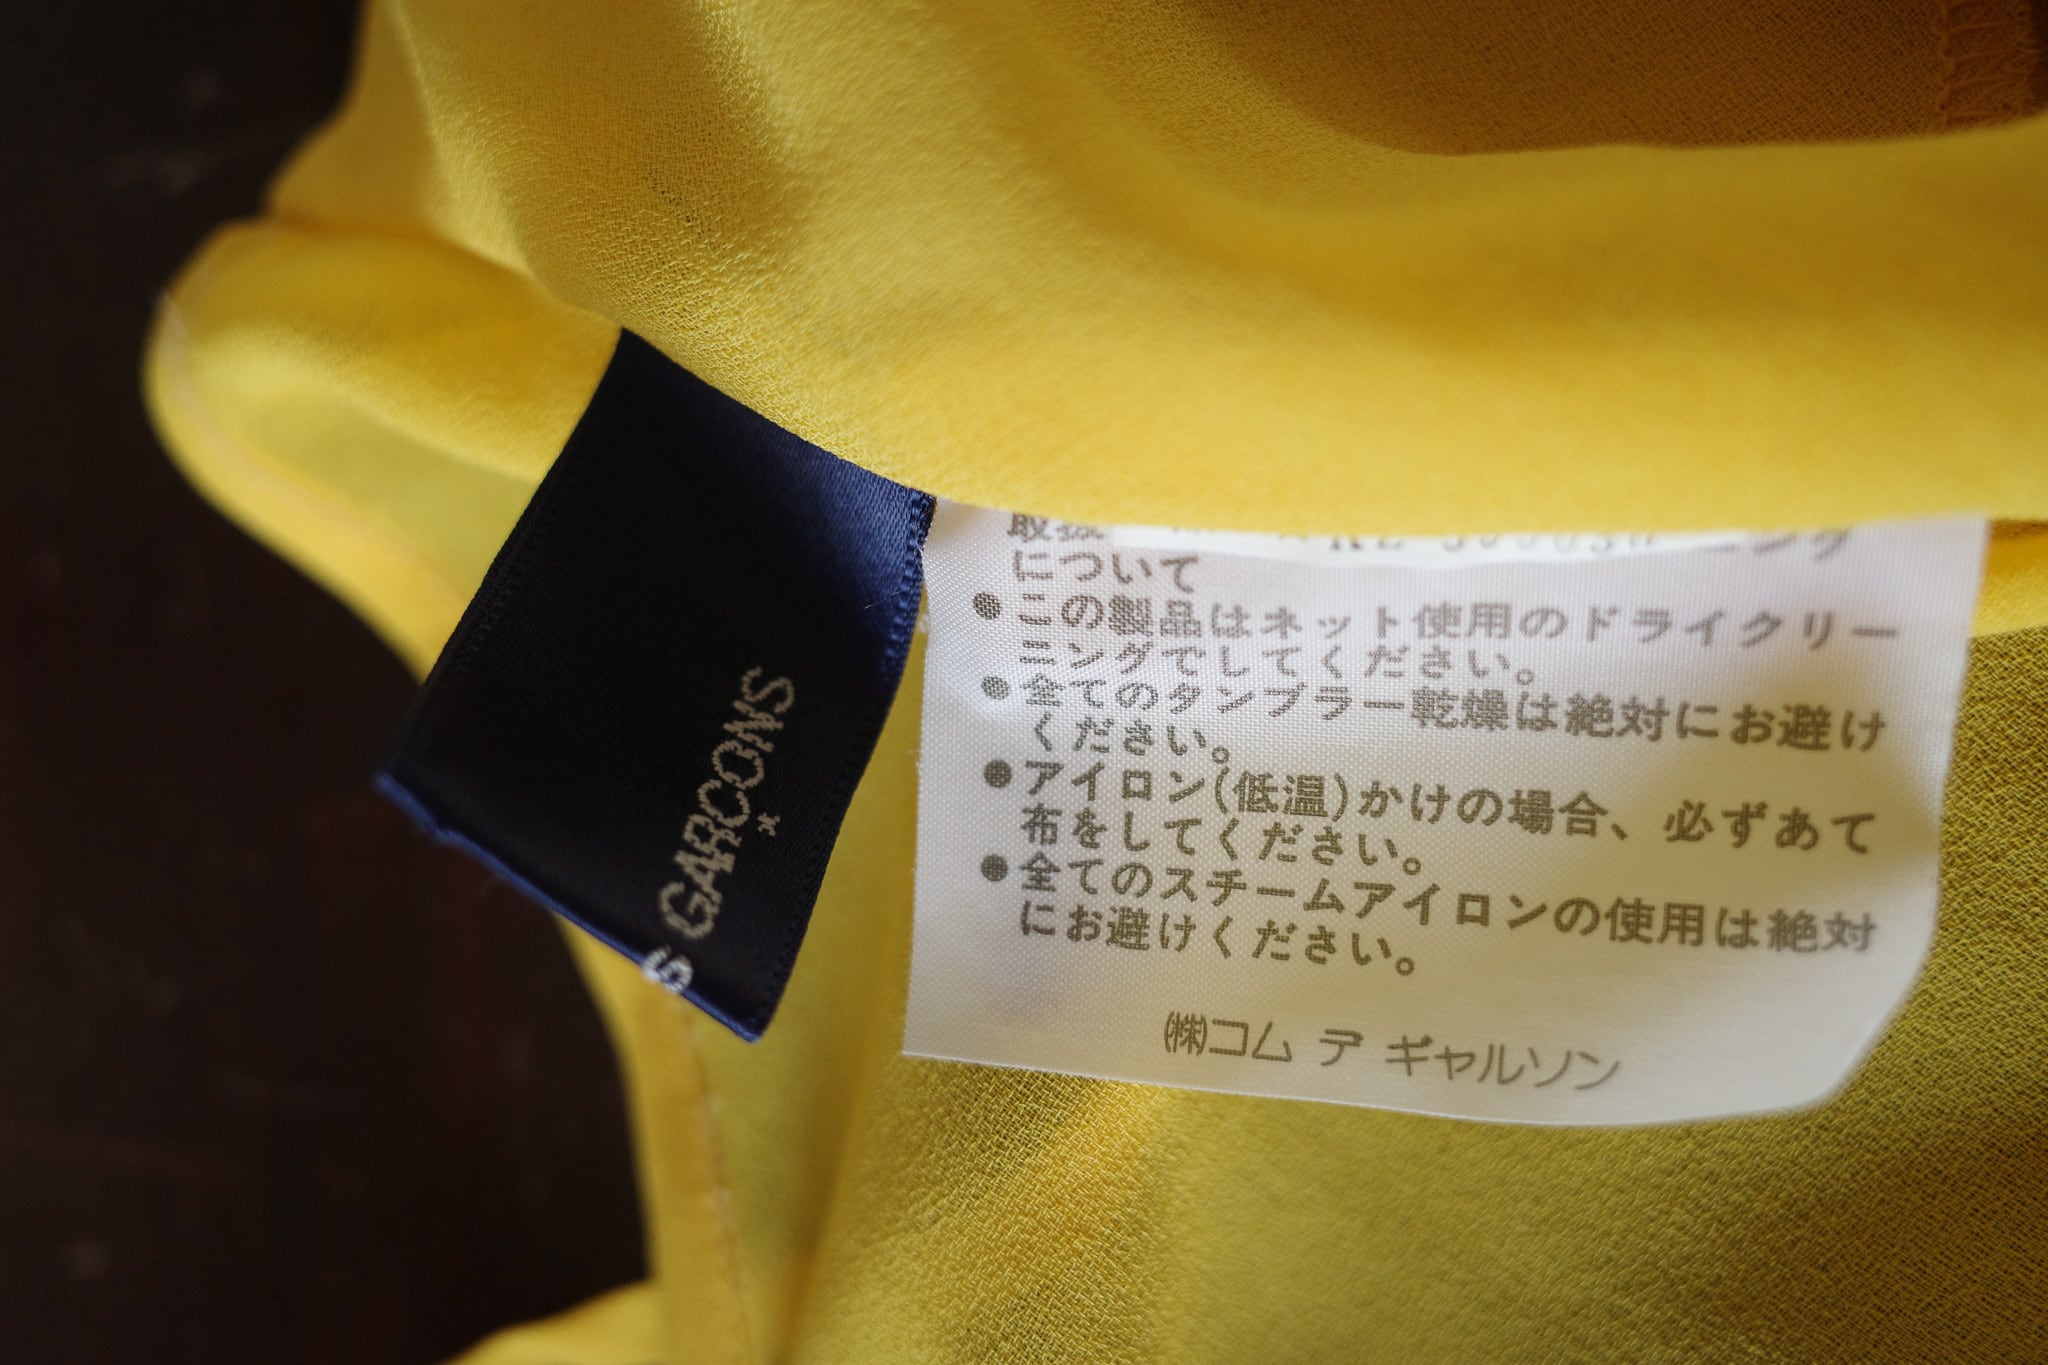 S GARÇONS
について
●この製品はネット使用のドライクリー
ニングでしてください。
●全てのタンブラー乾燥は絶対にお避け
ください。
●アイロン(低温)かけの場合、必ずあて
布をしてください。
●全てのスチームアイロンの使用は絶対
にお避けください。
㈱コム デ ギャルソン